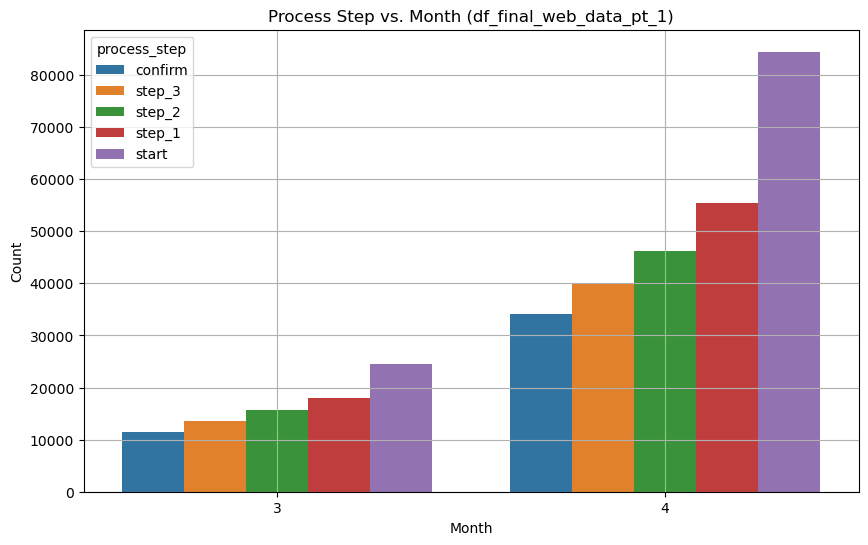 Process Step vs. Month (df_final_web_data_pt_1)
process_step
confirm
step_3
step_2
step_1
start
80000
70000
60000
50000
40000
30000
20000
10000
0
Count
3
4
Month